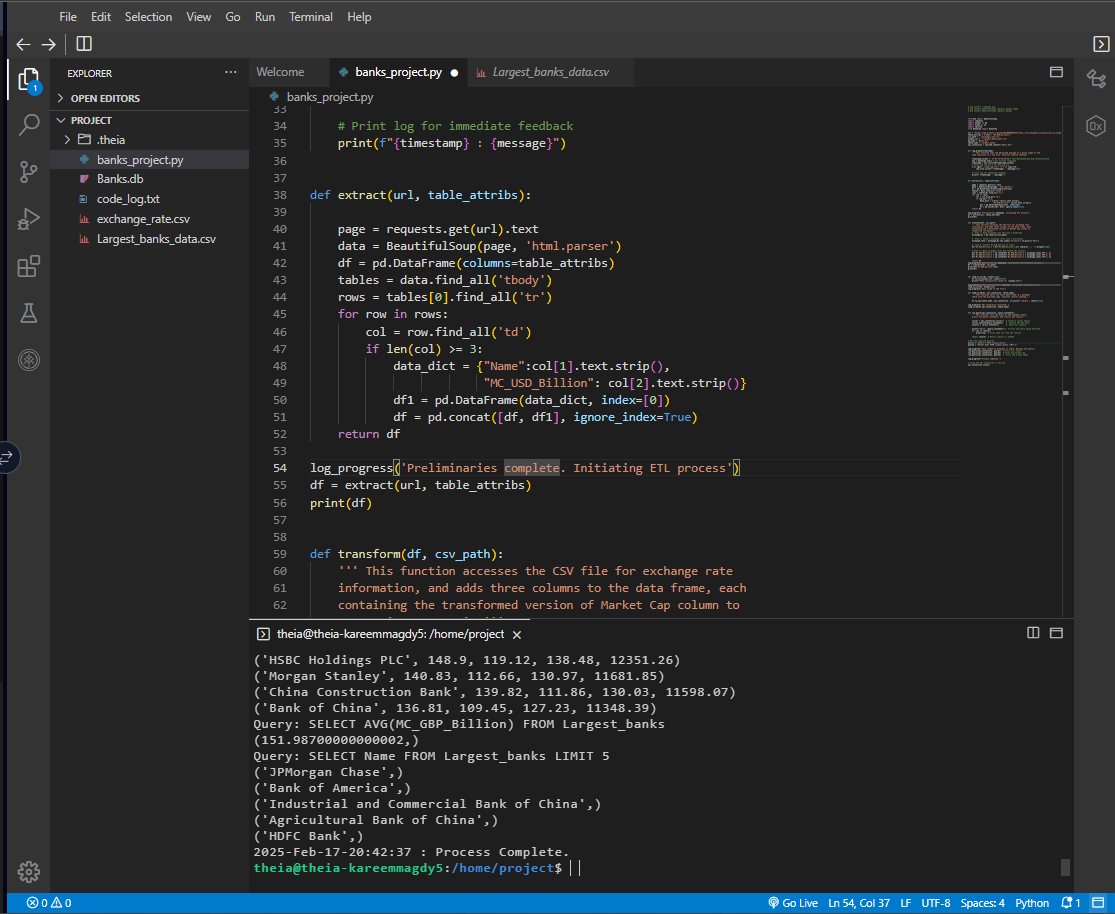 File Edit Selection View Go Run Terminal Help
EXPLORER ···
Welcome banks_project.py Largest_banks_data.csv
1
OPEN EDITORS
banks_project.py
PROJECT
.theia
banks_project.py
Banks.db
code_log.txt
exchange_rate.csv
Largest_banks_data.csv
33
34 # Print log for immediate feedback
35 print(f"{timestamp} : {message}")
36
37
38 def extract(url, table_attribs):
39
40 page = requests.get(url).text
41 data = BeautifulSoup(page, 'html.parser')
42 df = pd.DataFrame(columns=table_attribs)
43 tables = data.find_all('tbody')
44 rows = tables[0].find_all('tr')
45 for row in rows:
46 col = row.find_all('td')
47 if len(col) >= 3:
48 data_dict = {"Name":col[1].text.strip(),
49 "MC_USD_Billion": col[2].text.strip()}
50 df1 = pd.DataFrame(data_dict, index=[0])
51 df = pd.concat([df, df1], ignore_index=True)
52 return df
53
54 log_progress('Preliminaries complete. Initiating ETL process')
55 df = extract(url, table_attribs)
56 print(df)
57
58
59 def transform(df, csv_path):
60 ''' This function accesses the CSV file for exchange rate
61 information, and adds three columns to the data frame, each
62 containing the transformed version of Market Cap column to
theia@theia-kareemmagdy5: /home/project
('HSBC Holdings PLC', 148.9, 119.12, 138.48, 12351.26)
('Morgan Stanley', 140.83, 112.66, 130.97, 11681.85)
('China Construction Bank', 139.82, 111.86, 130.03, 11598.07)
('Bank of China', 136.81, 109.45, 127.23, 11348.39)
Query: SELECT AVG(MC_GBP_Billion) FROM Largest_banks
(151.98700000000002,)
Query: SELECT Name FROM Largest_banks LIMIT 5
('JPMorgan Chase',)
('Bank of America',)
('Industrial and Commercial Bank of China',)
('Agricultural Bank of China',)
('HDFC Bank',)
2025-Feb-17-20:42:37 : Process Complete.
theia@theia-kareemmagdy5:/home/project$
0 0 Go Live Ln 54, Col 37 LF UTF-8 Spaces: 4 Python 1